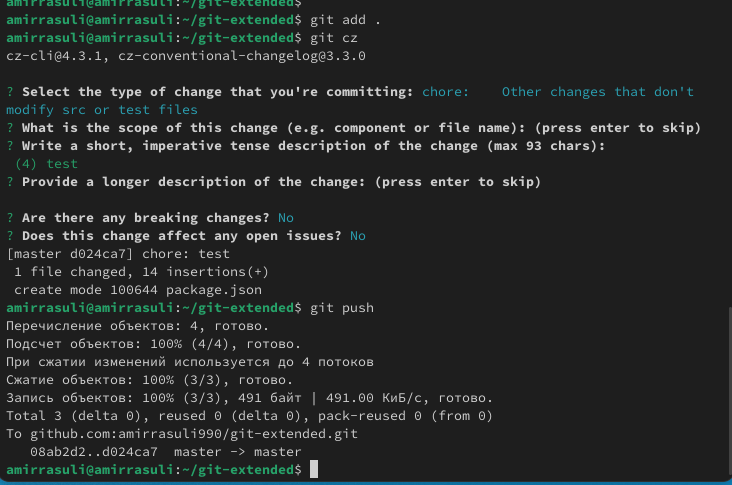 amirrasuli@amirrasuli:~/git-extended$
amirrasuli@amirrasuli:~/git-extended$ git add .
amirrasuli@amirrasuli:~/git-extended$ git cz
cz-cli@4.3.1, cz-conventional-changelog@3.3.0
? Select the type of change that you're committing: chore:    Other changes that don't
modify src or test files
? What is the scope of this change (e.g. component or file name): (press enter to skip)
? Write a short, imperative tense description of the change (max 93 chars):
 (4) test
? Provide a longer description of the change: (press enter to skip)
? Are there any breaking changes? No
? Does this change affect any open issues? No
[master d024ca7] chore: test
 1 file changed, 14 insertions(+)
 create mode 100644 package.json
amirrasuli@amirrasuli:~/git-extended$ git push
Перечисление объектов: 4, готово.
Подсчет объектов: 100% (4/4), готово.
При сжатии изменений используется до 4 потоков
Сжатие объектов: 100% (3/3), готово.
Запись объектов: 100% (3/3), 491 байт | 491.00 КиБ/с, готово.
Total 3 (delta 0), reused 0 (delta 0), pack-reused 0 (from 0)
To github.com:amirrasuli990/git-extended.git
   08ab2d2..d024ca7  master -> master
amirrasuli@amirrasuli:~/git-extended$